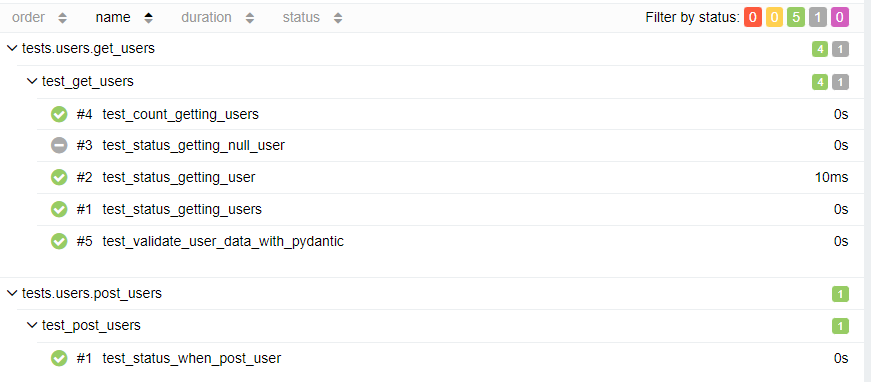 order name duration status Filter by status: 0 0 5 1 0
tests.users.get_users 4 1
test_get_users 4 1
#4 test_count_getting_users 0s
#3 test_status_getting_null_user 0s
#2 test_status_getting_user 10ms
#1 test_status_getting_users 0s
#5 test_validate_user_data_with_pydantic 0s
tests.users.post_users 1
test_post_users 1
#1 test_status_when_post_user 0s